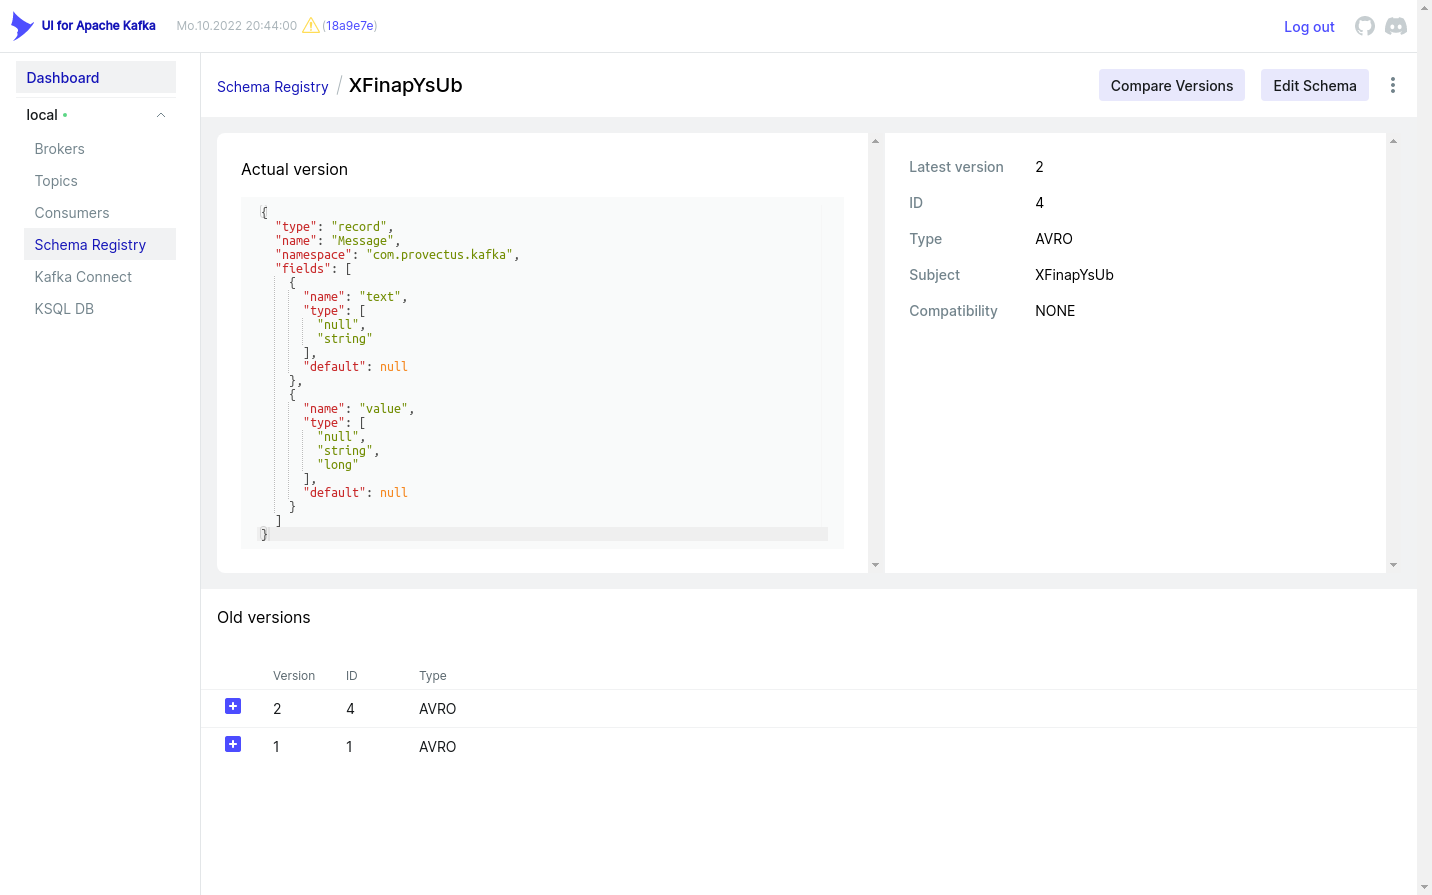 UI for Apache Kafka Mo.10.2022 20:44:00 (18a9e7e) Log out
Dashboard
local
Brokers
Topics
Consumers
Schema Registry
Kafka Connect
KSQL DB
Schema Registry / XFinapYsUb Compare Versions Edit Schema
Actual version
{
"type": "record",
"name": "Message",
"namespace": "com.provectus.kafka",
"fields": [
{
"name": "text",
"type": [
"null",
"string"
],
"default": null
},
{
"name": "value",
"type": [
"null",
"string",
"long"
],
"default": null
}
]
}
Latest version 2
ID 4
Type AVRO
Subject XFinapYsUb
Compatibility NONE
Old versions
Version ID Type
2 4 AVRO
1 1 AVRO